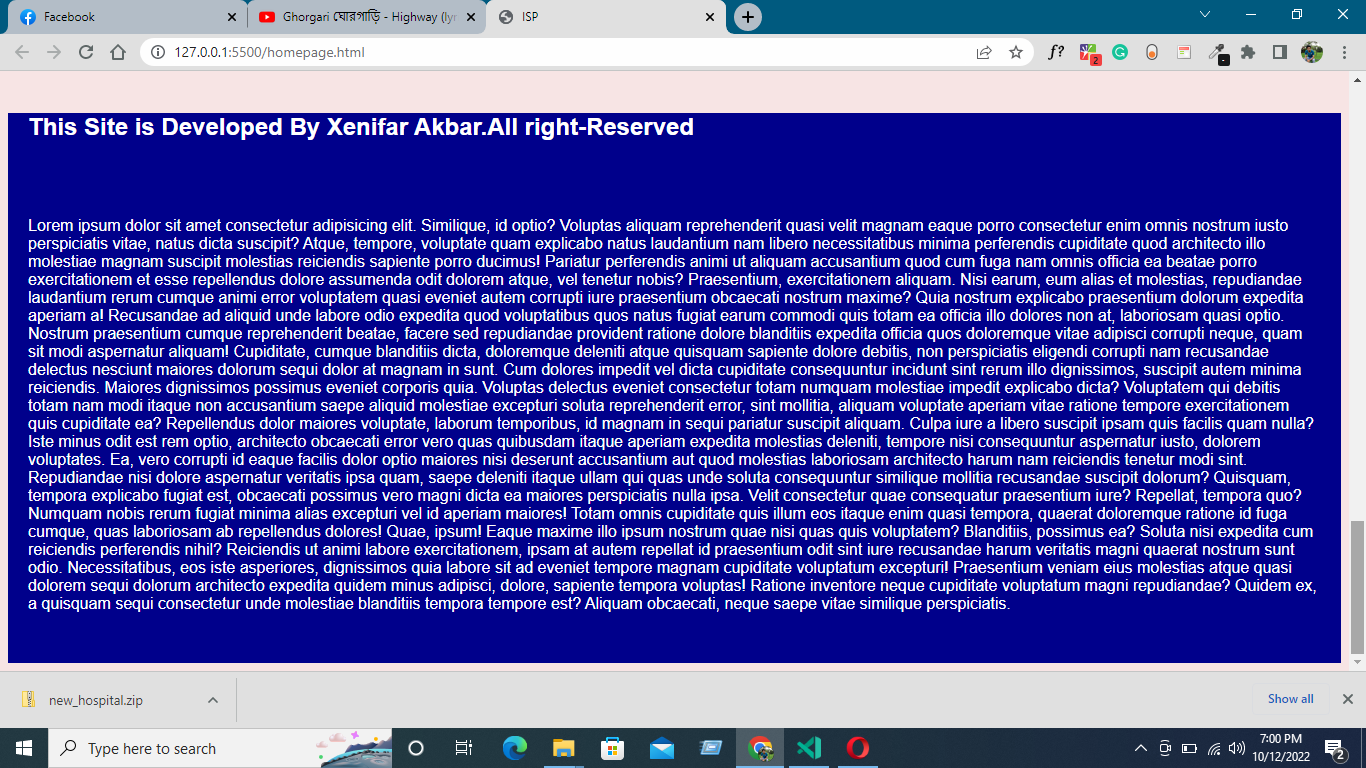 Facebook
Ghorgari ঘোরগাড়ি - Highway (lyr
ISP
127.0.0.1:5500/homepage.html
f?
2
This Site is Developed By Xenifar Akbar.All right-Reserved
Lorem ipsum dolor sit amet consectetur adipisicing elit. Similique, id optio? Voluptas aliquam reprehenderit quasi velit magnam eaque porro consectetur enim omnis nostrum iusto
perspiciatis vitae, natus dicta suscipit? Atque, tempore, voluptate quam explicabo natus laudantium nam libero necessitatibus minima perferendis cupiditate quod architecto illo
molestiae magnam suscipit molestias reiciendis sapiente porro ducimus! Pariatur perferendis animi ut aliquam accusantium quod cum fuga nam omnis officia ea beatae porro
exercitationem et esse repellendus dolore assumenda odit dolorem atque, vel tenetur nobis? Praesentium, exercitationem aliquam. Nisi earum, eum alias et molestias, repudiandae
laudantium rerum cumque animi error voluptatem quasi eveniet autem corrupti iure praesentium obcaecati nostrum maxime? Quia nostrum explicabo praesentium dolorum expedita
aperiam a! Recusandae ad aliquid unde labore odio expedita quod voluptatibus quos natus fugiat earum commodi quis totam ea officia illo dolores non at, laboriosam quasi optio.
Nostrum praesentium cumque reprehenderit beatae, facere sed repudiandae provident ratione dolore blanditiis expedita officia quos doloremque vitae adipisci corrupti neque, quam
sit modi aspernatur aliquam! Cupiditate, cumque blanditiis dicta, doloremque deleniti atque quisquam sapiente dolore debitis, non perspiciatis eligendi corrupti nam recusandae
delectus nesciunt maiores dolorum sequi dolor at magnam in sunt. Cum dolores impedit vel dicta cupiditate consequuntur incidunt sint rerum illo dignissimos, suscipit autem minima
reiciendis. Maiores dignissimos possimus eveniet corporis quia. Voluptas delectus eveniet consectetur totam numquam molestiae impedit explicabo dicta? Voluptatem qui debitis
totam nam modi itaque non accusantium saepe aliquid molestiae excepturi soluta reprehenderit error, sint mollitia, aliquam voluptate aperiam vitae ratione tempore exercitationem
quis cupiditate ea? Repellendus dolor maiores voluptate, laborum temporibus, id magnam in sequi pariatur suscipit aliquam. Culpa iure a libero suscipit ipsam quis facilis quam nulla?
Iste minus odit est rem optio, architecto obcaecati error vero quas quibusdam itaque aperiam expedita molestias deleniti, tempore nisi consequuntur aspernatur iusto, dolorem
voluptates. Ea, vero corrupti id eaque facilis dolor optio maiores nisi deserunt accusantium aut quod molestias laboriosam architecto harum nam reiciendis tenetur modi sint.
Repudiandae nisi dolore aspernatur veritatis ipsa quam, saepe deleniti itaque ullam qui quas unde soluta consequuntur similique mollitia recusandae suscipit dolorum? Quisquam,
tempora explicabo fugiat est, obcaecati possimus vero magni dicta ea maiores perspiciatis nulla ipsa. Velit consectetur quae consequatur praesentium iure? Repellat, tempora quo?
Numquam nobis rerum fugiat minima alias excepturi vel id aperiam maiores! Totam omnis cupiditate quis illum eos itaque enim quasi tempora, quaerat doloremque ratione id fuga
cumque, quas laboriosam ab repellendus dolores! Quae, ipsum! Eaque maxime illo ipsum nostrum quae nisi quas quis voluptatem? Blanditiis, possimus ea? Soluta nisi expedita cum
reiciendis perferendis nihil? Reiciendis ut animi labore exercitationem, ipsam at autem repellat id praesentium odit sint iure recusandae harum veritatis magni quaerat nostrum sunt
odio. Necessitatibus, eos iste asperiores, dignissimos quia labore sit ad eveniet tempore magnam cupiditate voluptatum excepturi! Praesentium veniam eius molestias atque quasi
dolorem sequi dolorum architecto expedita quidem minus adipisci, dolore, sapiente tempora voluptas! Ratione inventore neque cupiditate voluptatum magni repudiandae? Quidem ex,
a quisquam sequi consectetur unde molestiae blanditiis tempora tempore est? Aliquam obcaecati, neque saepe vitae similique perspiciatis.
new_hospital.zip
Show all
Type here to search
7:00 PM
10/12/2022
2